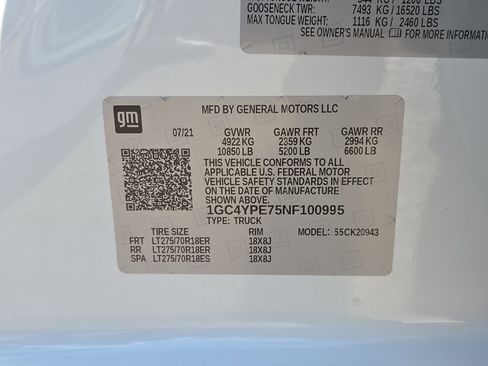 1200 LBS
GOOSENECK TWR: 7493 KG / 16520 LBS
MAX TONGUE WEIGHT: 1116 KG / 2460 LBS
SEE OWNER'S MANUAL FOR MORE INFORMATION
gm
MFD BY GENERAL MOTORS LLC
07/21 GVWR GAWR FRT GAWR RR
4922 KG 2359 KG 2994 KG
10850 LB 5200 LB 6600 LB
THIS VEHICLE CONFORMS TO ALL
APPLICABLE U.S. FEDERAL MOTOR
VEHICLE SAFETY STANDARDS IN EFFECT
ON THE DATE OF MANUFACTURE
SHOWN ABOVE.
1GC4YPE75NF100995
TYPE: TRUCK
TIRE SIZE RIM MODEL: 55CK20943
FRT LT275/70R18ER 18X8J
RR LT275/70R18ER 18X8J
SPA LT275/70R18ES 18X8J